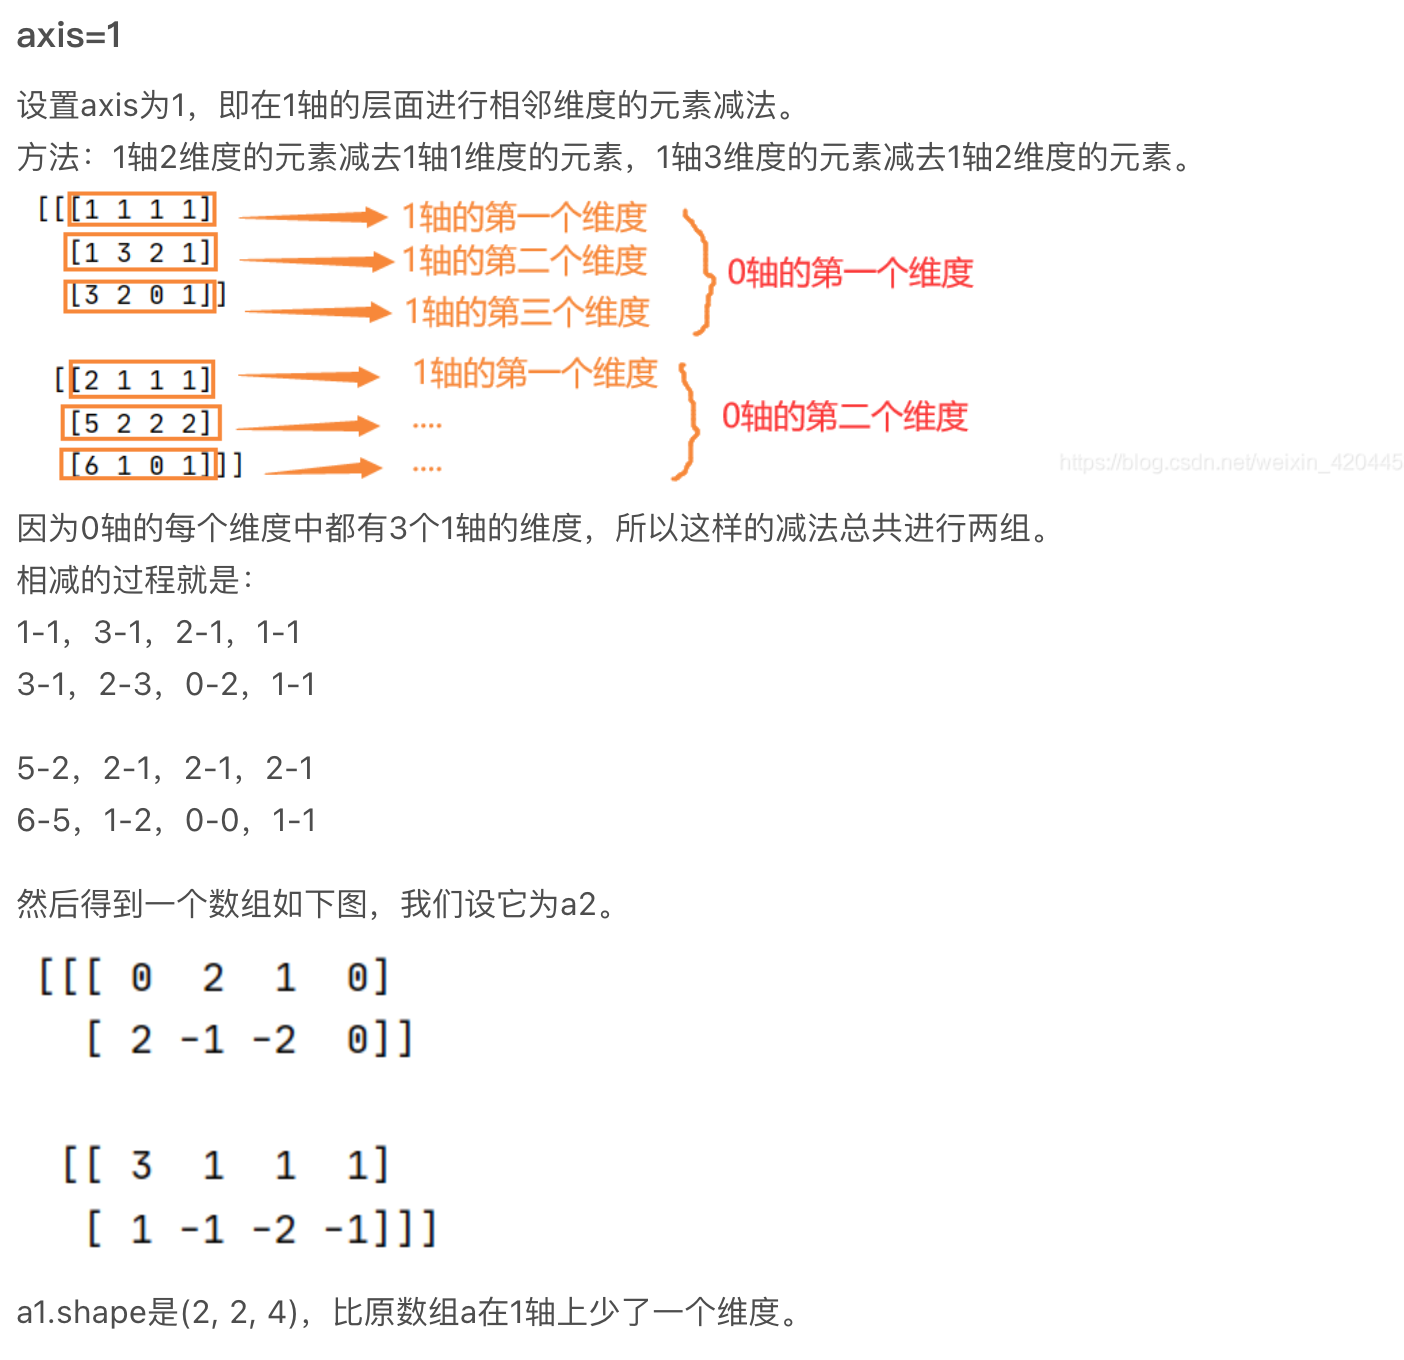 axis=1
设置axis为1，即在1轴的层面进行相邻维度的元素减法。
方法：1轴2维度的元素减去1轴1维度的元素，1轴3维度的元素减去1轴2维度的元素。
[[[1 1 1 1] 1轴的第一个维度
[1 3 2 1] 1轴的第二个维度
0轴的第一个维度
[3 2 0 1]] 1轴的第三个维度
[[2 1 1 1] 1轴的第一个维度
[5 2 2 2] ....
0轴的第二个维度
[6 1 0 1]]] ....
https://blog.csdn.net/weixin_420445
因为0轴的每个维度中都有3个1轴的维度，所以这样的减法总共进行两组。
相减的过程就是：
1-1，3-1，2-1，1-1
3-1，2-3，0-2，1-1
5-2，2-1，2-1，2-1
6-5，1-2，0-0，1-1
然后得到一个数组如下图，我们设它为a2。
[[[ 0 2 1 0]
[ 2 -1 -2 0]]
[[ 3 1 1 1]
[ 1 -1 -2 -1]]]
a1.shape是(2, 2, 4)，比原数组a在1轴上少了一个维度。